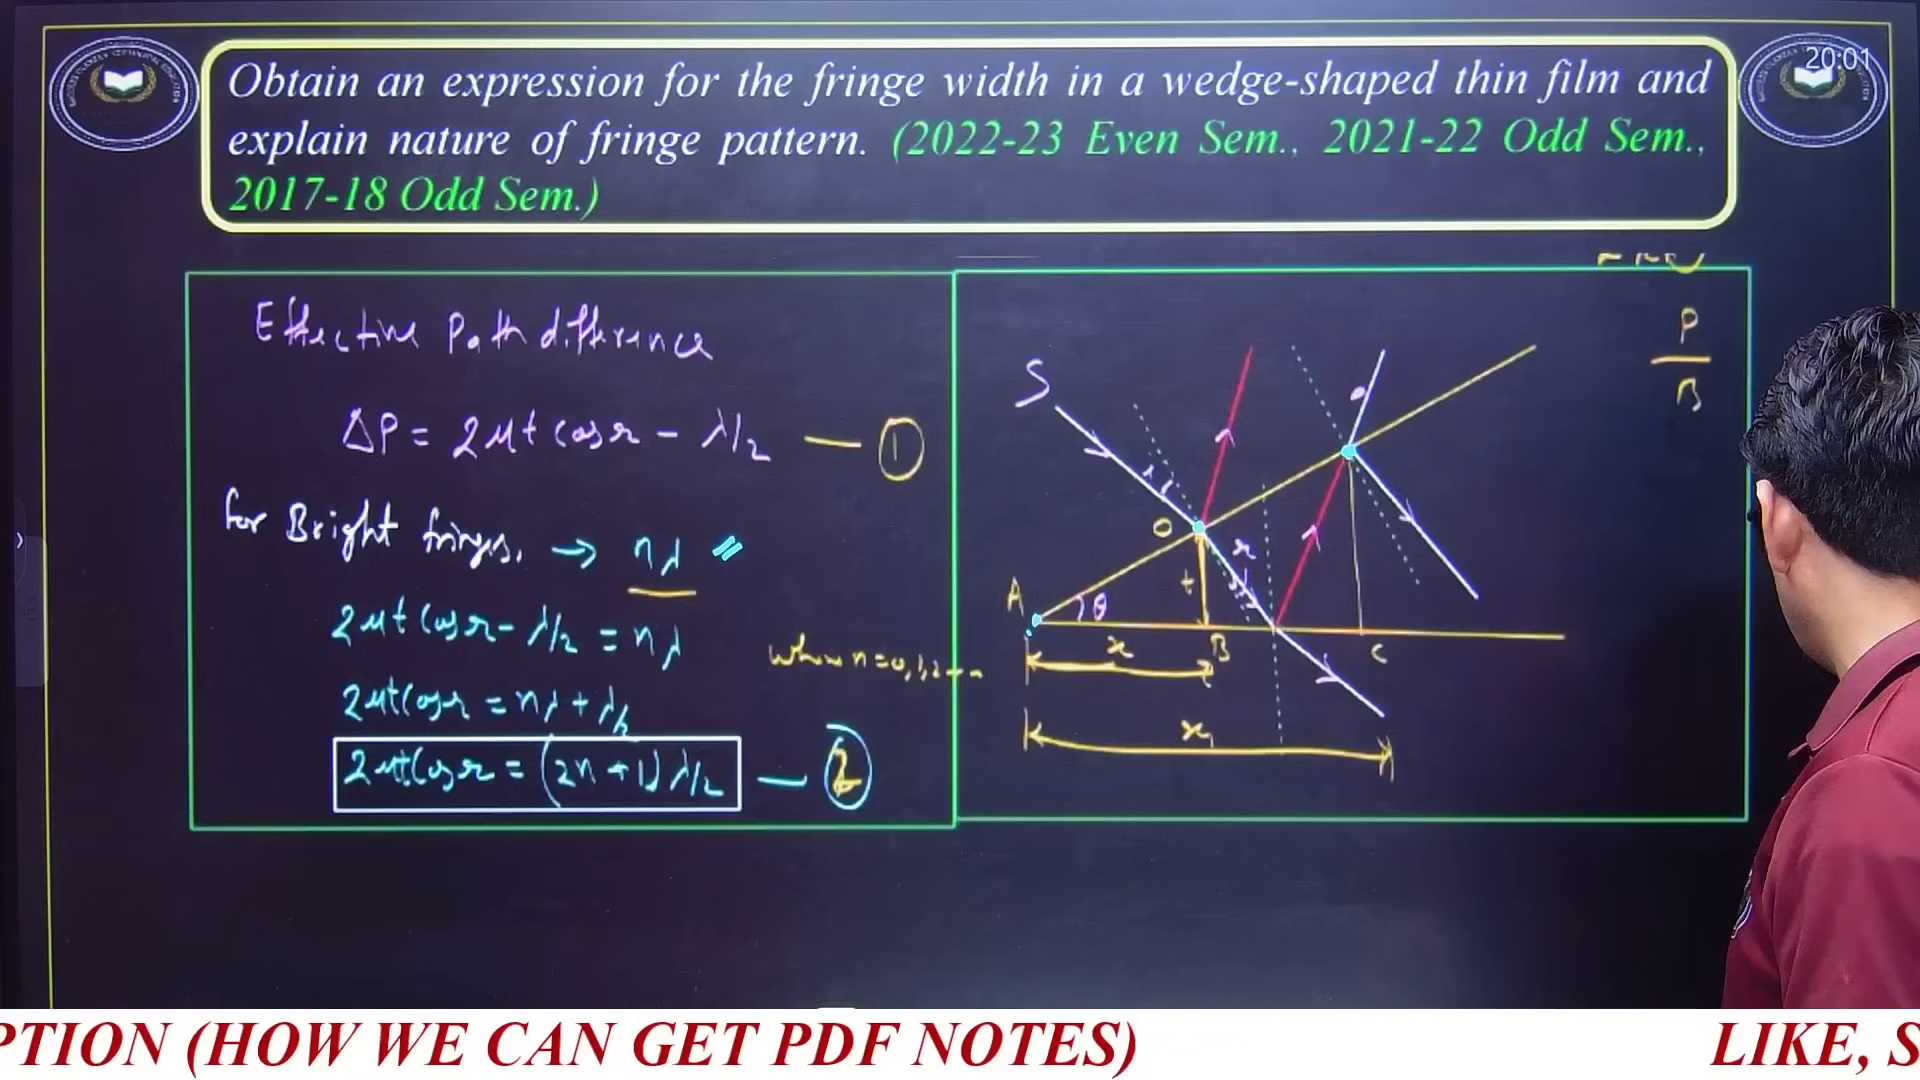 20:01
Obtain an expression for the fringe width in a wedge-shaped thin film and
explain nature of fringe pattern. (2022-23 Even Sem., 2021-22 Odd Sem.,
2017-18 Odd Sem.)
Effective Path difference
ΔP = 2μt cos r - λ/2 — ①
for Bright fringes, → nλ
2μt cos r - λ/2 = nλ
where n = 0, 1, 2 ---
2μt cos r = nλ + λ/2
2μt cos r = (2n + 1) λ/2 — ②
P
B
S
i
O
r
t
A
θ
x
B
C
x₁
PTION (HOW WE CAN GET PDF NOTES)
LIKE, S